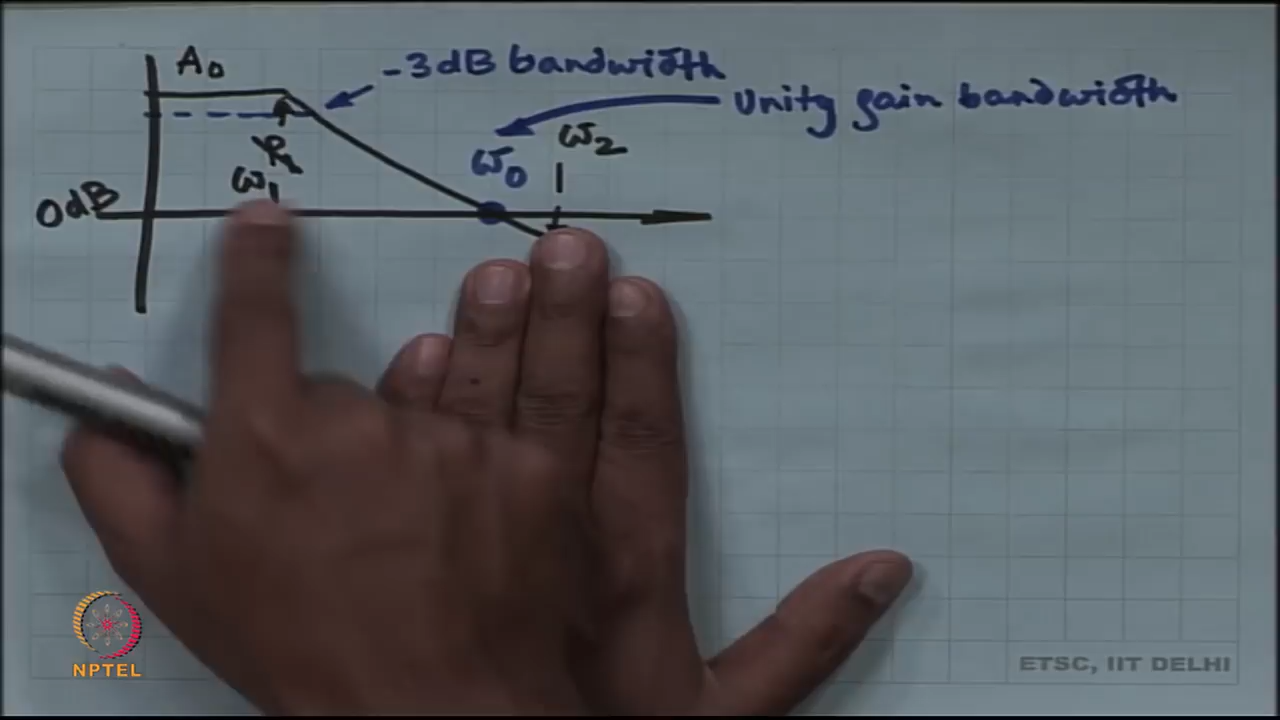 A₀
-3dB bandwidth
Unity gain bandwidth
ω₀
ω₂
ω₁
0dB
NPTEL
ETSC, IIT DELHI